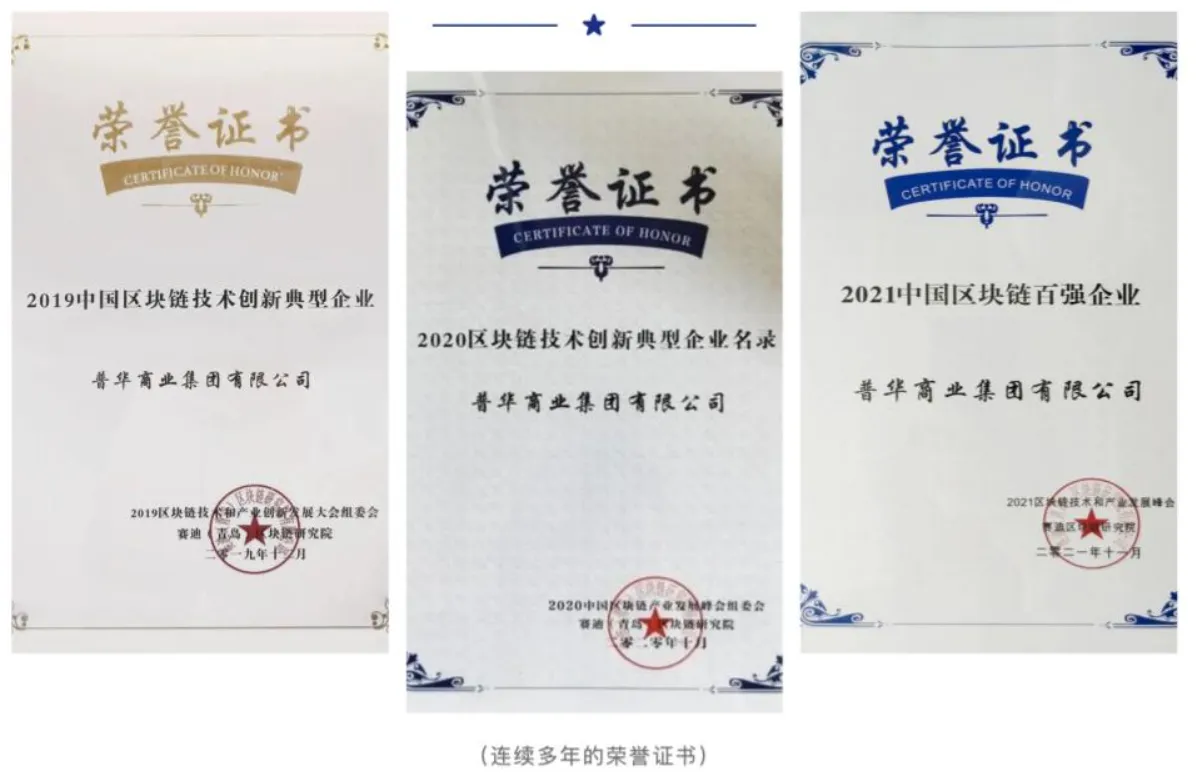 荣誉证书
CERTIFICATE OF HONOR
2019中国区块链技术创新典型企业
普华商业集团有限公司
2019区块链技术和产业创新发展大会组委会
赛迪（青岛）区块链研究院
二零一九年十一月
荣誉证书
CERTIFICATE OF HONOR
2020区块链技术创新典型企业名录
普华商业集团有限公司
2020中国区块链产业发展峰会组委会
赛迪（青岛）区块链研究院
二零二零年十月
荣誉证书
CERTIFICATE OF HONOR
2021中国区块链百强企业
普华商业集团有限公司
2021区块链技术和产业发展峰会
赛迪区块链研究院
二零二一年十一月
（连续多年的荣誉证书）